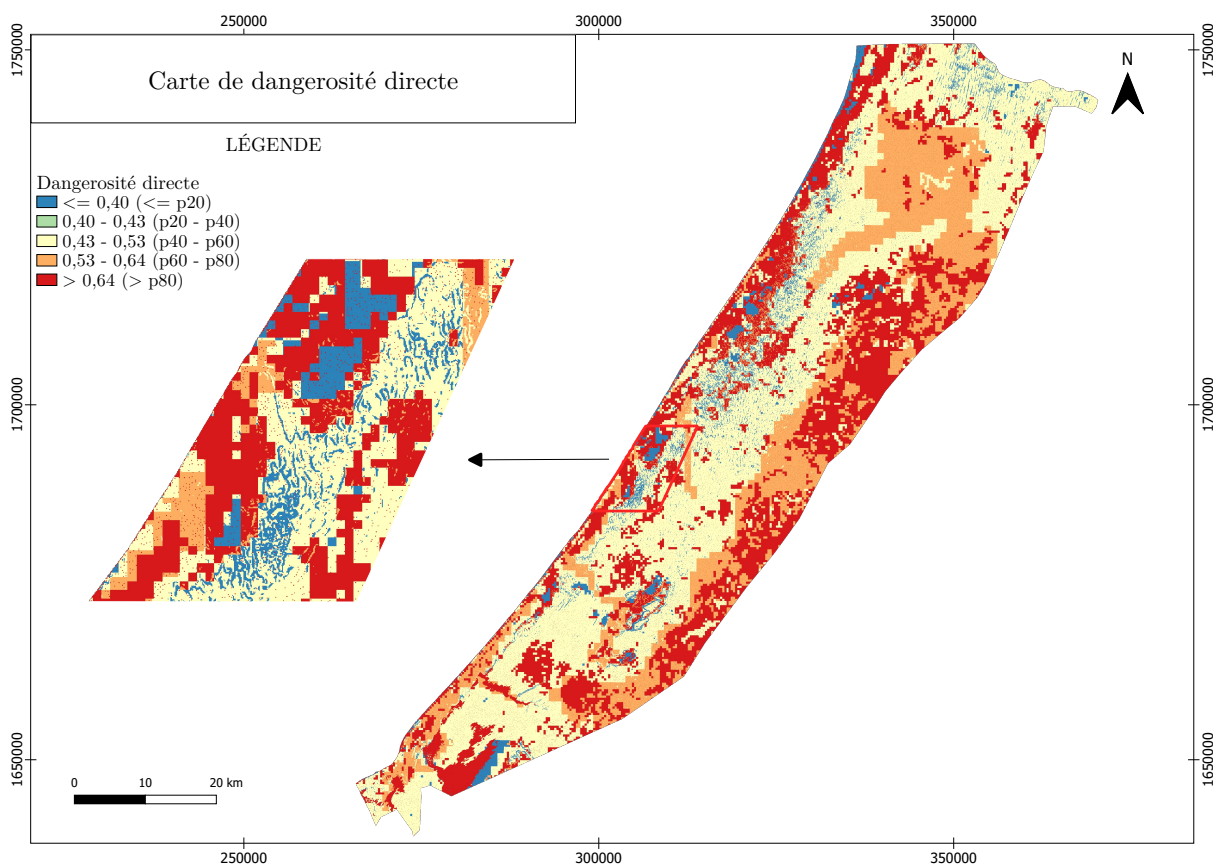 250000 300000 350000
1750000 1750000
Carte de dangerosité directe
N
LÉGENDE
Dangerosité directe
<= 0,40 (<= p20)
0,40 - 0,43 (p20 - p40)
0,43 - 0,53 (p40 - p60)
0,53 - 0,64 (p60 - p80)
> 0,64 (> p80)
1700000 1700000
1650000 1650000
0 10 20 km
250000 300000 350000